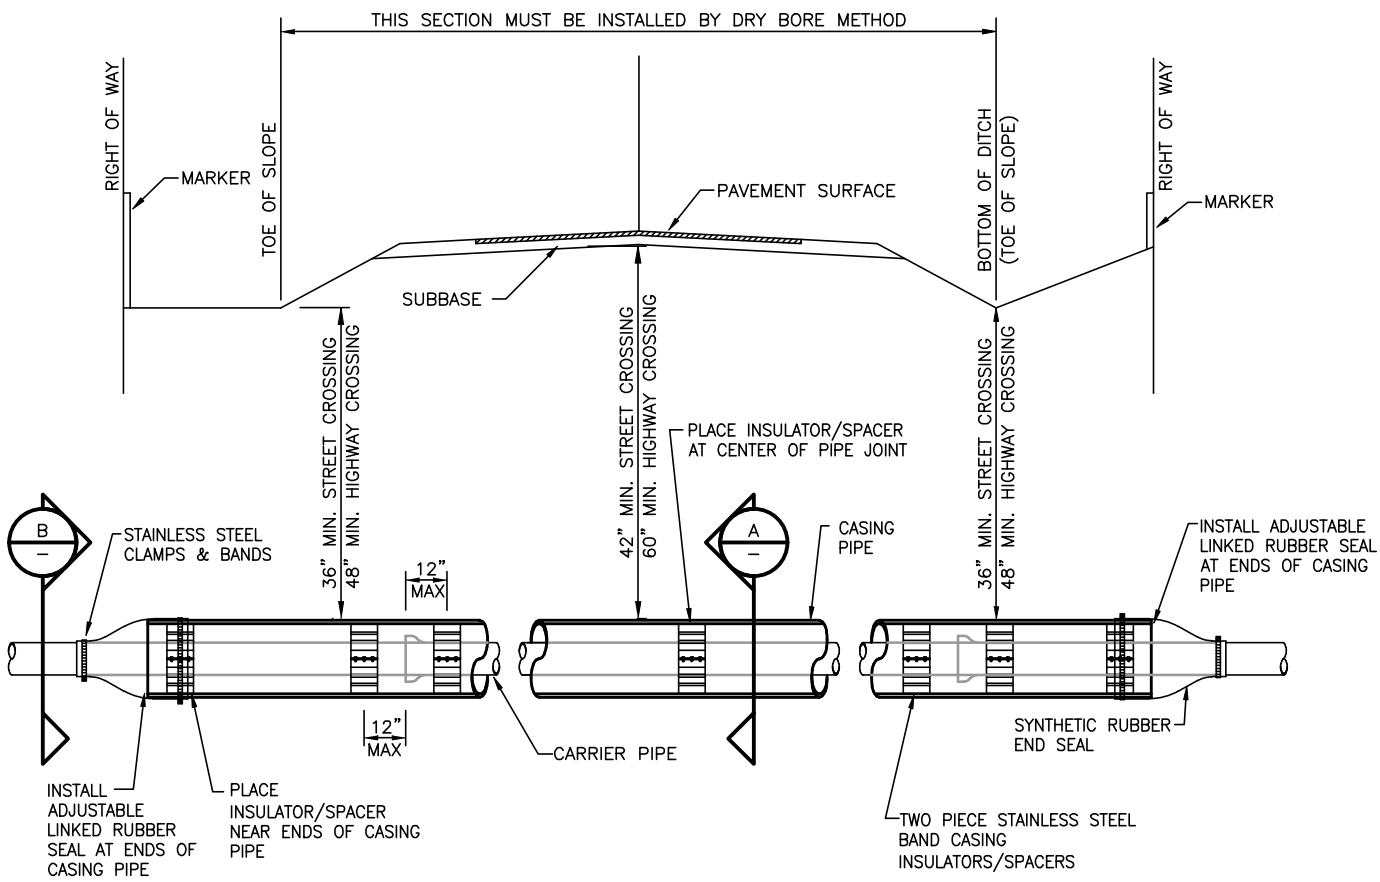 THIS SECTION MUST BE INSTALLED BY DRY BORE METHOD
RIGHT OF WAY
MARKER
TOE OF SLOPE
PAVEMENT SURFACE
SUBBASE
BOTTOM OF DITCH
(TOE OF SLOPE)
RIGHT OF WAY
MARKER
36" MIN. STREET CROSSING
48" MIN. HIGHWAY CROSSING
42" MIN. STREET CROSSING
60" MIN. HIGHWAY CROSSING
36" MIN. STREET CROSSING
48" MIN. HIGHWAY CROSSING
PLACE INSULATOR/SPACER
AT CENTER OF PIPE JOINT
B
–
STAINLESS STEEL
CLAMPS & BANDS
12"
MAX
A
–
CASING
PIPE
INSTALL ADJUSTABLE
LINKED RUBBER SEAL
AT ENDS OF CASING
PIPE
12"
MAX
CARRIER PIPE
SYNTHETIC RUBBER
END SEAL
INSTALL
ADJUSTABLE
LINKED RUBBER
SEAL AT ENDS OF
CASING PIPE
PLACE
INSULATOR/SPACER
NEAR ENDS OF CASING
PIPE
TWO PIECE STAINLESS STEEL
BAND CASING
INSULATORS/SPACERS